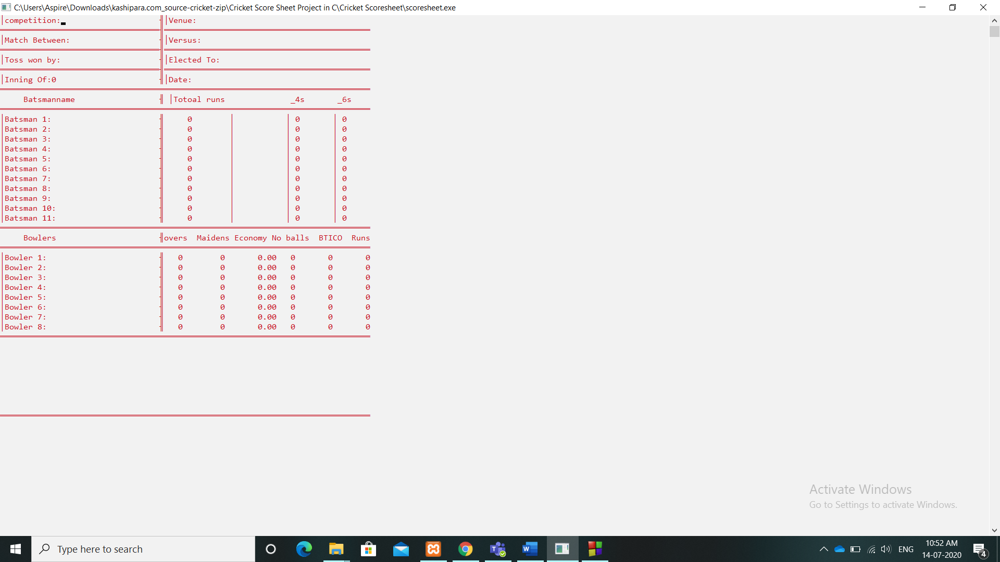 C:\Users\Aspire\Downloads\kashipara.com_source-cricket-zip\Cricket Score Sheet Project in C\Cricket Scoresheet\scoresheet.exe
competition: Venue:
Match Between: Versus:
Toss won by: Elected To:
Inning Of:0 Date:
Batsmanname Totoal runs _4s _6s
Batsman 1: 0 0 0
Batsman 2: 0 0 0
Batsman 3: 0 0 0
Batsman 4: 0 0 0
Batsman 5: 0 0 0
Batsman 6: 0 0 0
Batsman 7: 0 0 0
Batsman 8: 0 0 0
Batsman 9: 0 0 0
Batsman 10: 0 0 0
Batsman 11: 0 0 0
Bowlers overs Maidens Economy No balls BTICO Runs
Bowler 1: 0 0 0.00 0 0 0
Bowler 2: 0 0 0.00 0 0 0
Bowler 3: 0 0 0.00 0 0 0
Bowler 4: 0 0 0.00 0 0 0
Bowler 5: 0 0 0.00 0 0 0
Bowler 6: 0 0 0.00 0 0 0
Bowler 7: 0 0 0.00 0 0 0
Bowler 8: 0 0 0.00 0 0 0
Activate Windows
Go to Settings to activate Windows.
Type here to search
ENG
10:52 AM
14-07-2020
4